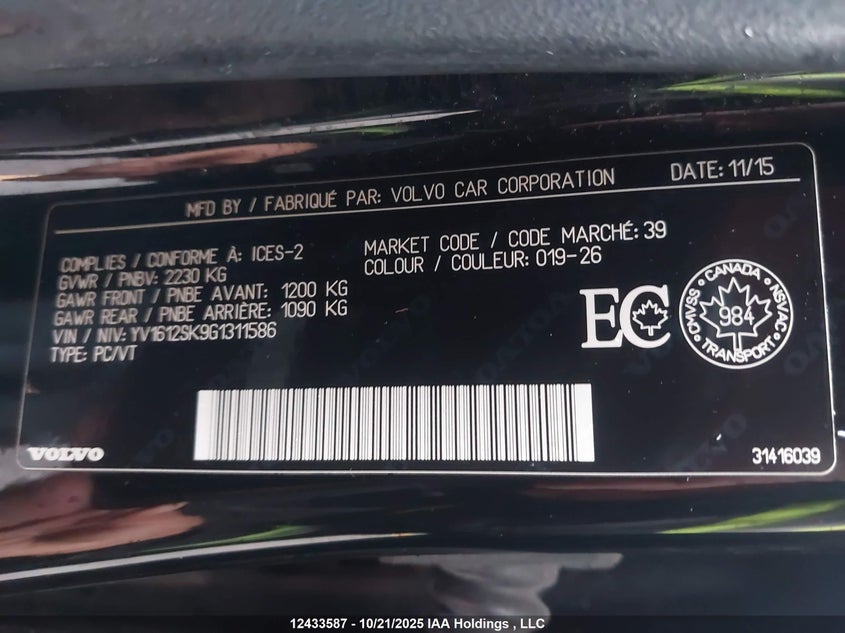 MFD BY / FABRIQUÉ PAR: VOLVO CAR CORPORATION
DATE: 11/15
COMPLIES / CONFORME À: ICES-2
GVWR / PNBV: 2230 KG
GAWR FRONT / PNBE AVANT: 1200 KG
GAWR REAR / PNBE ARRIÈRE: 1090 KG
VIN / NIV: YV1612SK9G1311586
TYPE: PC/VT
MARKET CODE / CODE MARCHÉ: 39
COLOUR / COULEUR: 019-26
EC
CANADA
CMVSS
984
NSVAC
TRANSPORT
VOLVO
31416039
12433587 - 10/21/2025 IAA Holdings , LLC